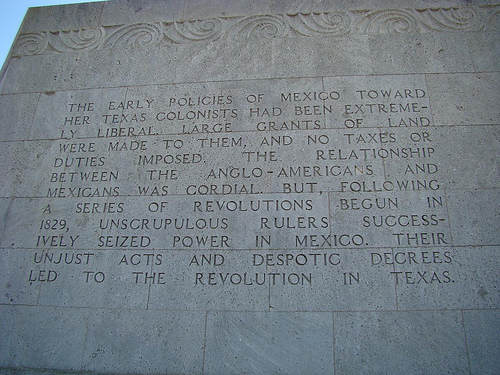 THE EARLY POLICIES OF MEXICO TOWARD
HER TEXAS COLONISTS HAD BEEN EXTREME-
LY LIBERAL. LARGE GRANTS OF LAND
WERE MADE TO THEM, AND NO TAXES OR
DUTIES IMPOSED. THE RELATIONSHIP
BETWEEN THE ANGLO-AMERICANS AND
MEXICANS WAS CORDIAL. BUT, FOLLOWING
A SERIES OF REVOLUTIONS BEGUN IN
1829, UNSCRUPULOUS RULERS SUCCESS-
IVELY SEIZED POWER IN MEXICO. THEIR
UNJUST ACTS AND DESPOTIC DECREES
LED TO THE REVOLUTION IN TEXAS.